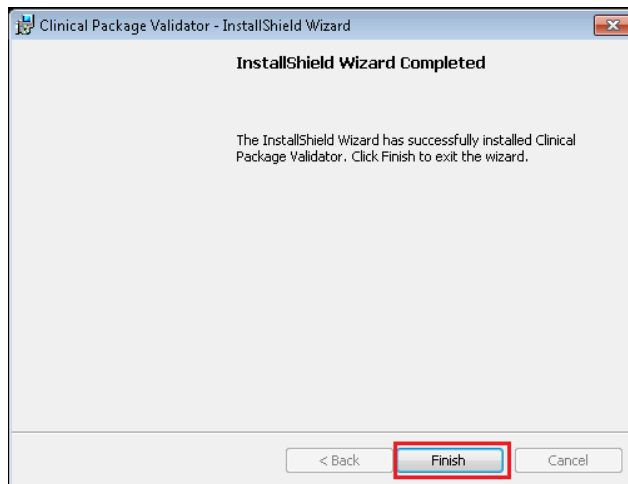 Clinical Package Validator - InstallShield Wizard
InstallShield Wizard Completed
The InstallShield Wizard has successfully installed Clinical
Package Validator. Click Finish to exit the wizard.
< Back
Finish
Cancel